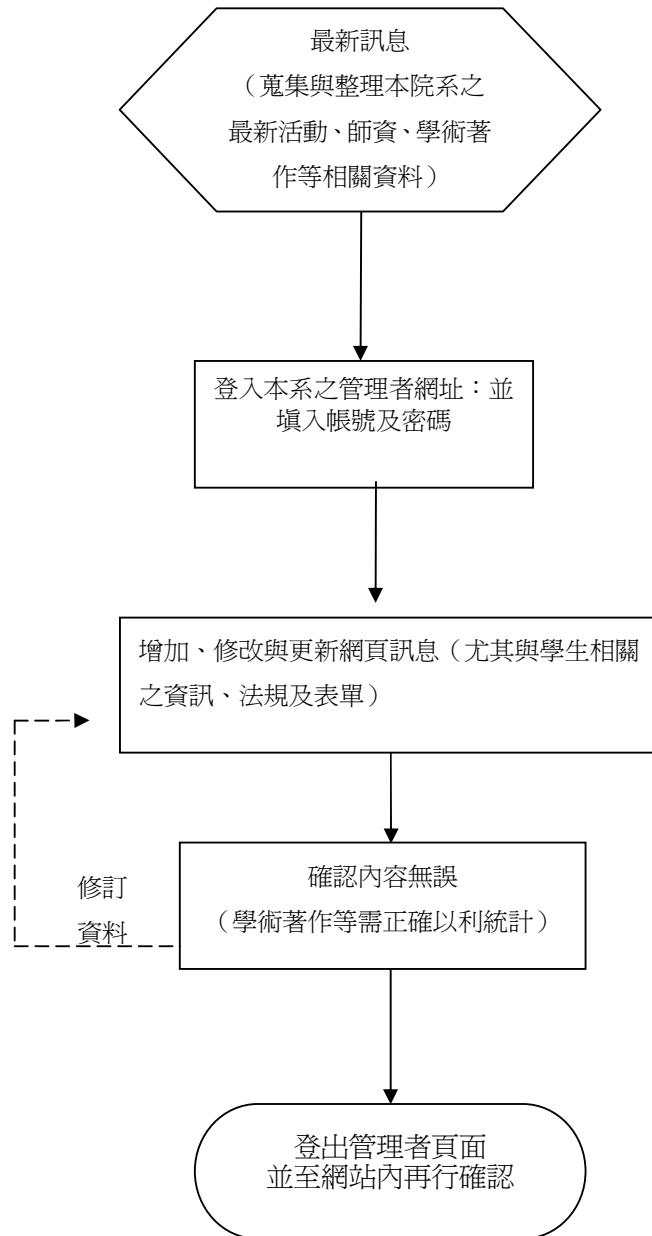 最新訊息
（蒐集與整理本院系之
最新活動、師資、學術著
作等相關資料）
登入本系之管理者網址：並
填入帳號及密碼
增加、修改與更新網頁訊息（尤其與學生相關
之資訊、法規及表單）
確認內容無誤
（學術著作等需正確以利統計）
修訂
資料
登出管理者頁面
並至網站內再行確認